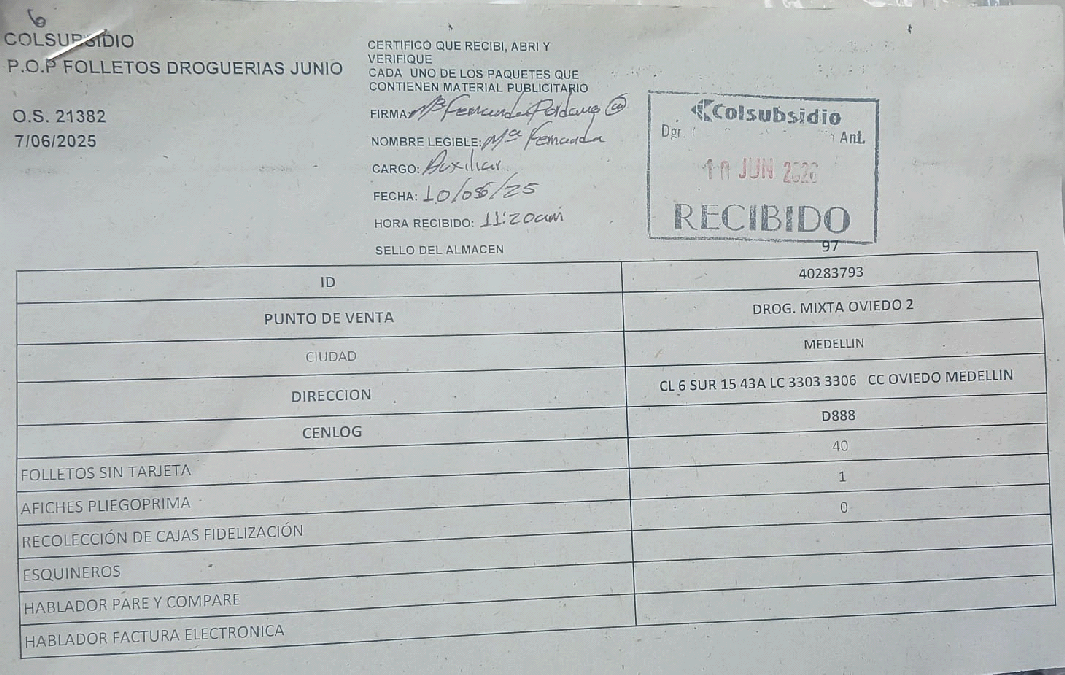 6
COLSUBSIDIO
P.O.P FOLLETOS DROGUERIAS JUNIO
O.S. 21382
7/06/2025
CERTIFICO QUE RECIBI, ABRI Y
VERIFIQUE
CADA UNO DE LOS PAQUETES QUE
CONTIENEN MATERIAL PUBLICITARIO
FIRMA: Mª Fernanda
NOMBRE LEGIBLE: Mª Fernanda
CARGO: Auxiliar
FECHA: 10/06/25
HORA RECIBIDO: 11:20am
SELLO DEL ALMACEN
Colsubsidio
Ant.
JUN
RECIBIDO
97
ID 40283793
PUNTO DE VENTA DROG. MIXTA OVIEDO 2
CIUDAD MEDELLIN
DIRECCION CL 6 SUR 15 43A LC 3303 3306 CC OVIEDO MEDELLIN
CENLOG D888
FOLLETOS SIN TARJETA 40
AFICHES PLIEGOPRIMA 1
RECOLECCIÓN DE CAJAS FIDELIZACIÓN 0
ESQUINEROS
HABLADOR PARE Y COMPARE
HABLADOR FACTURA ELECTRONICA